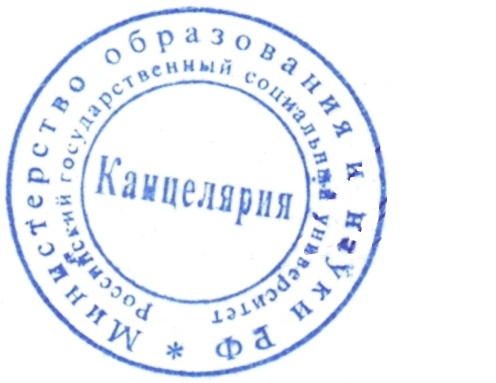 Министерство образования и науки РФ *
Российский государственный социальный университет
Канцелярия